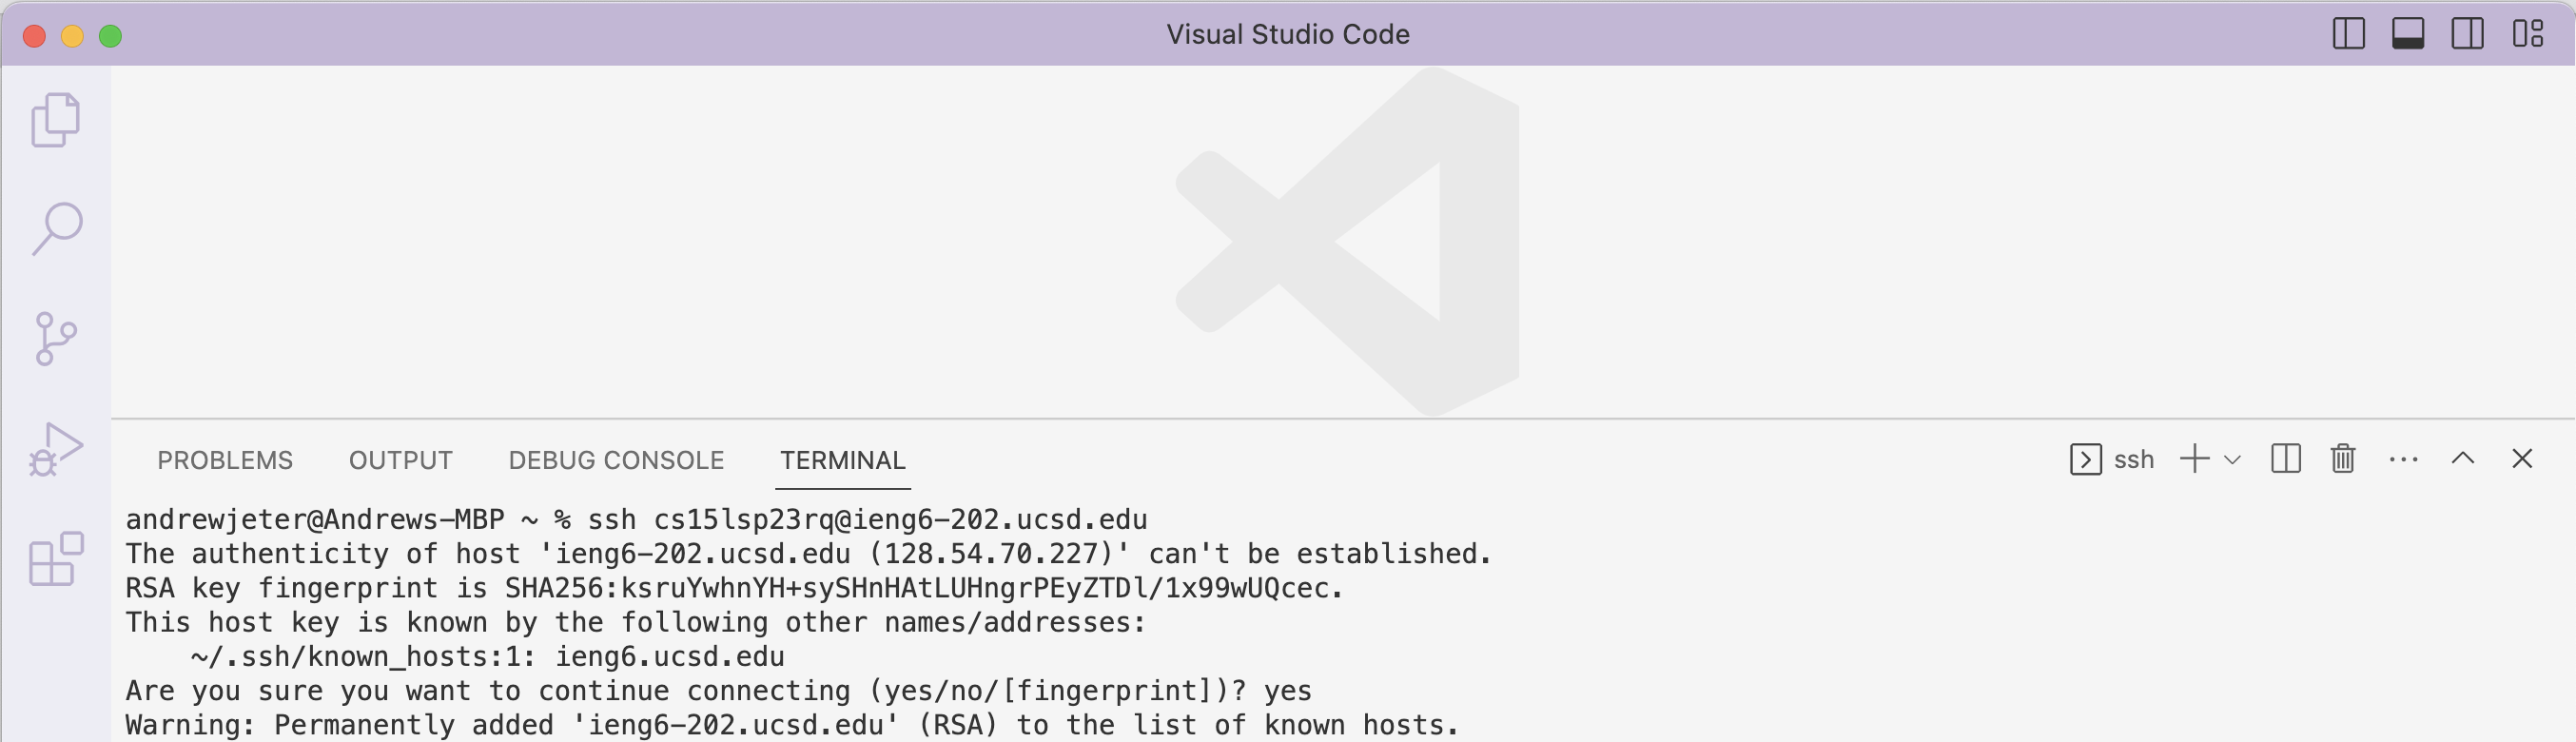 Visual Studio Code
PROBLEMS OUTPUT DEBUG CONSOLE TERMINAL ssh
andrewjeter@Andrews-MBP ~ % ssh cs15lsp23rq@ieng6-202.ucsd.edu
The authenticity of host 'ieng6-202.ucsd.edu (128.54.70.227)' can't be established.
RSA key fingerprint is SHA256:ksruYwhnYH+sySHnHAtLUHngrPEyZTDl/1x99wUQcec.
This host key is known by the following other names/addresses:
    ~/.ssh/known_hosts:1: ieng6.ucsd.edu
Are you sure you want to continue connecting (yes/no/[fingerprint])? yes
Warning: Permanently added 'ieng6-202.ucsd.edu' (RSA) to the list of known hosts.